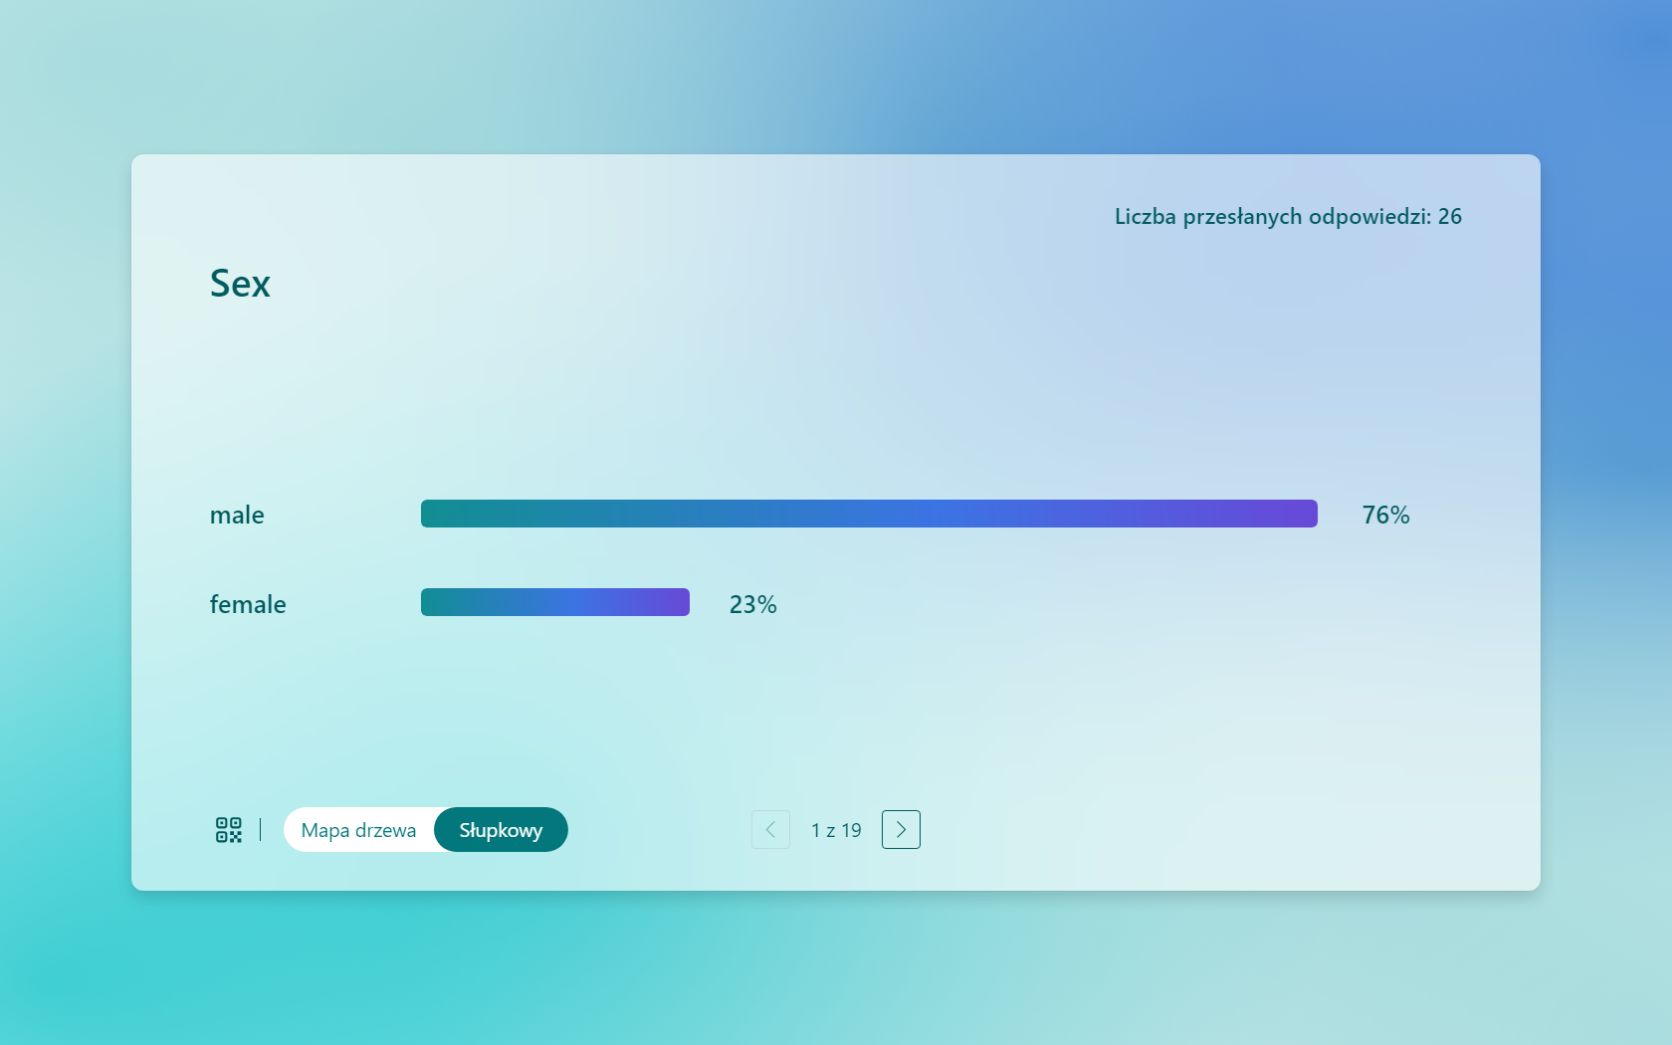 Liczba przesłanych odpowiedzi: 26
Sex
male 76%
female 23%
Mapa drzewa Słupkowy 1 z 19